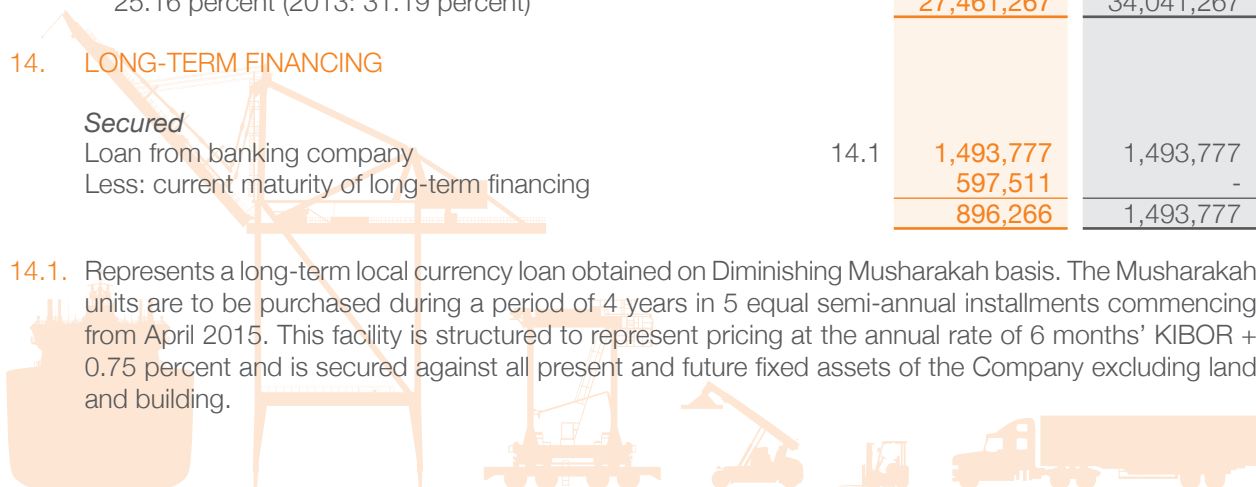 25.16 percent (2013: 31.19 percent) 27,461,267 34,041,267
14. LONG-TERM FINANCING
Secured
Loan from banking company 14.1 1,493,777 1,493,777
Less: current maturity of long-term financing 597,511 -
896,266 1,493,777
14.1. Represents a long-term local currency loan obtained on Diminishing Musharakah basis. The Musharakah
units are to be purchased during a period of 4 years in 5 equal semi-annual installments commencing
from April 2015. This facility is structured to represent pricing at the annual rate of 6 months’ KIBOR +
0.75 percent and is secured against all present and future fixed assets of the Company excluding land
and building.